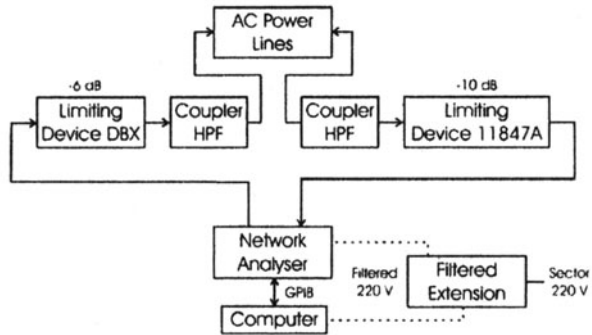 AC Power
Lines
-6 dB
-10 dB
Limiting
Device DBX
Coupler
HPF
Coupler
HPF
Limiting
Device 11847A
Network
Analyser
Filtered
220 V
Filtered
Extension
Sector
220 V
GPIB
Computer